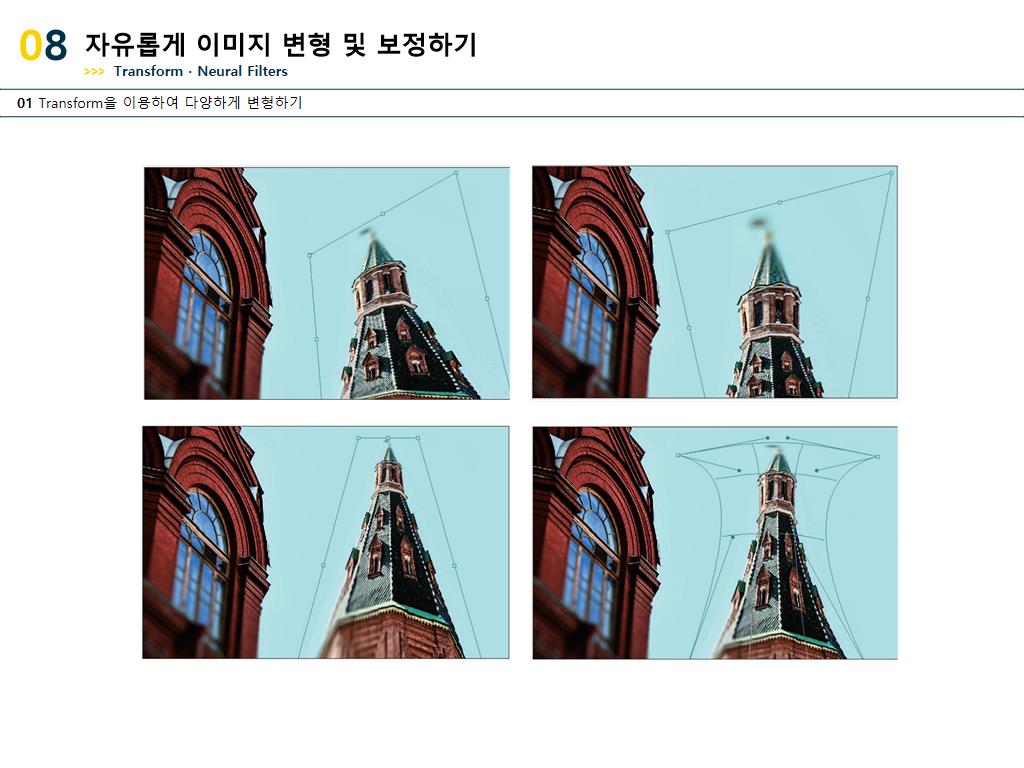 08 자유롭게 이미지 변형 및 보정하기
>>> Transform · Neural Filters
01 Transform을 이용하여 다양하게 변형하기